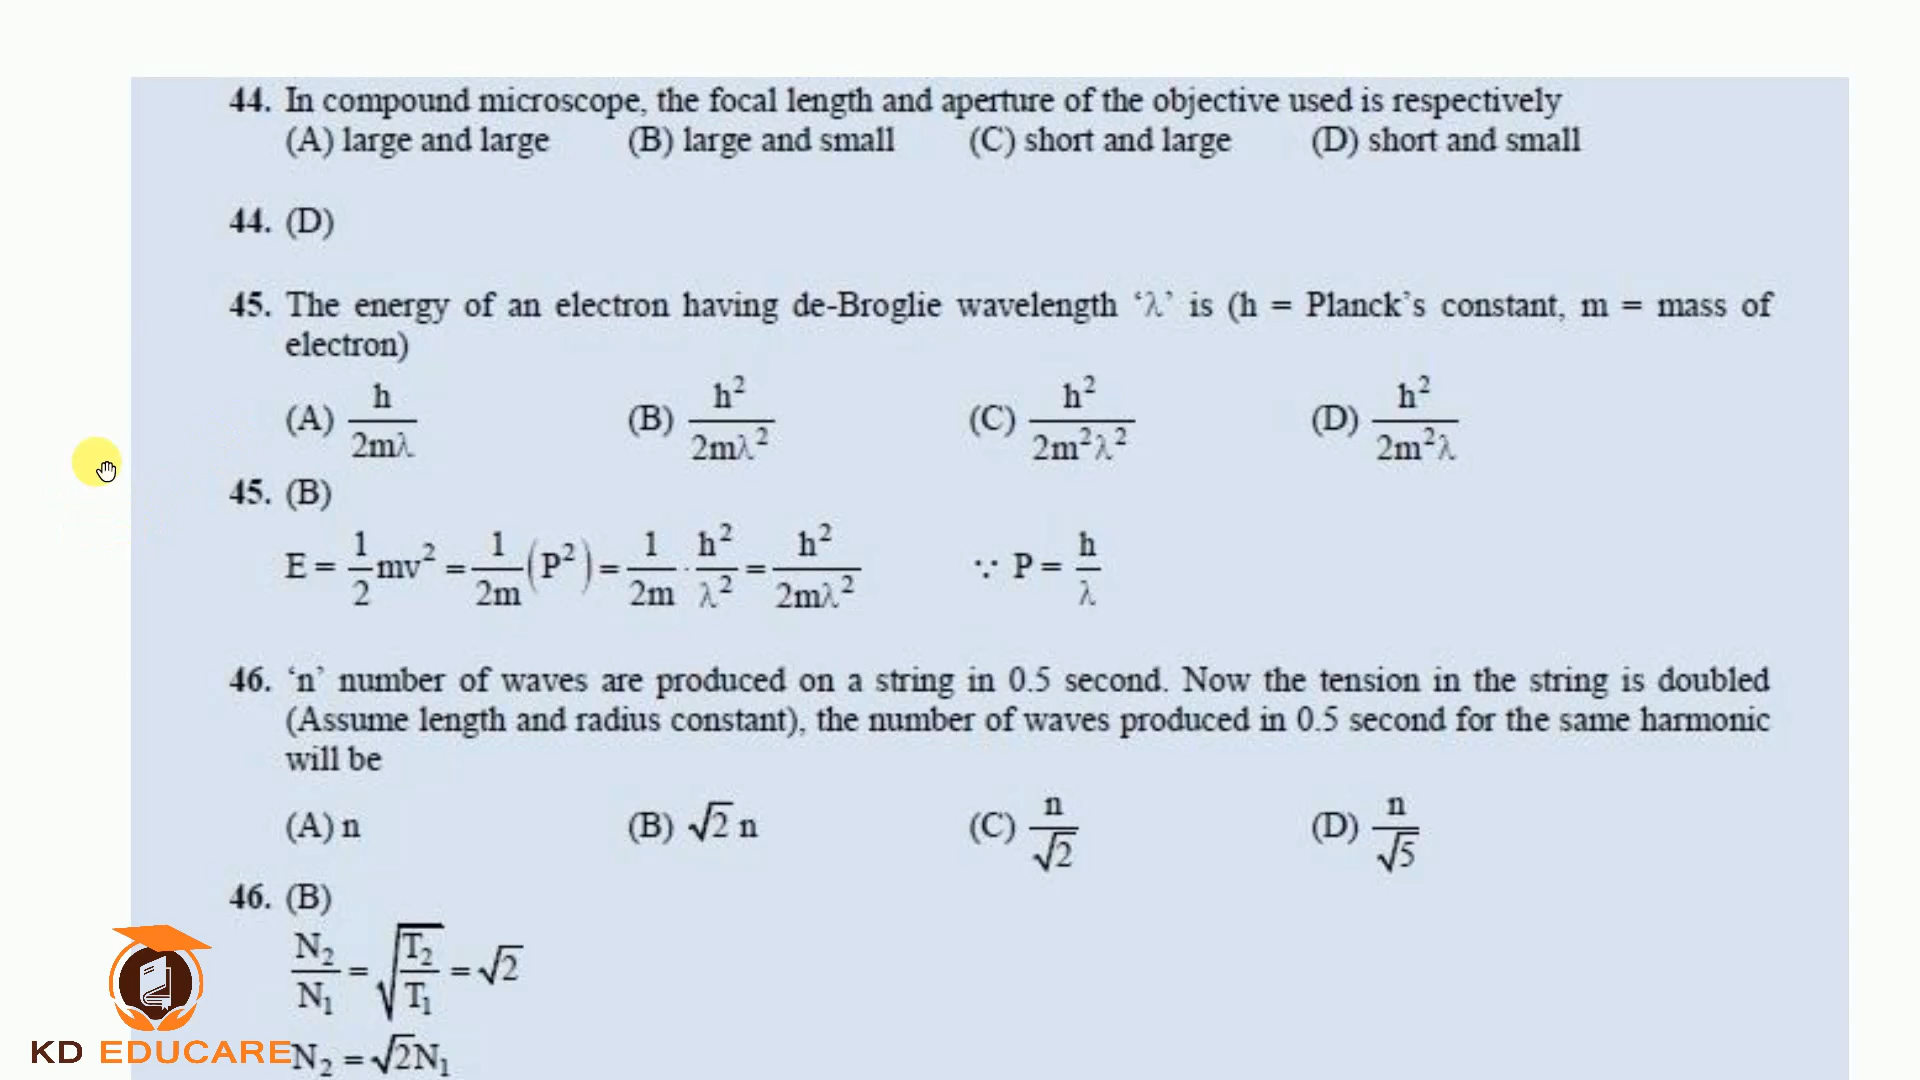 44. In compound microscope, the focal length and aperture of the objective used is respectively
(A) large and large (B) large and small (C) short and large (D) short and small
44. (D)
45. The energy of an electron having de-Broglie wavelength ‘λ’ is (h = Planck’s constant, m = mass of
electron)
(A) h/2mλ (B) h²/2mλ² (C) h²/2m²λ² (D) h²/2m²λ
45. (B)
E = 1/2 mv² = 1/2m (P²) = 1/2m · h²/λ² = h²/2mλ² ∵ P = h/λ
46. ‘n’ number of waves are produced on a string in 0.5 second. Now the tension in the string is doubled
(Assume length and radius constant), the number of waves produced in 0.5 second for the same harmonic
will be
(A) n (B) √2 n (C) n/√2 (D) n/√5
46. (B)
N₂/N₁ = √(T₂/T₁) = √2
N₂ = √2N₁
KD EDUCARE